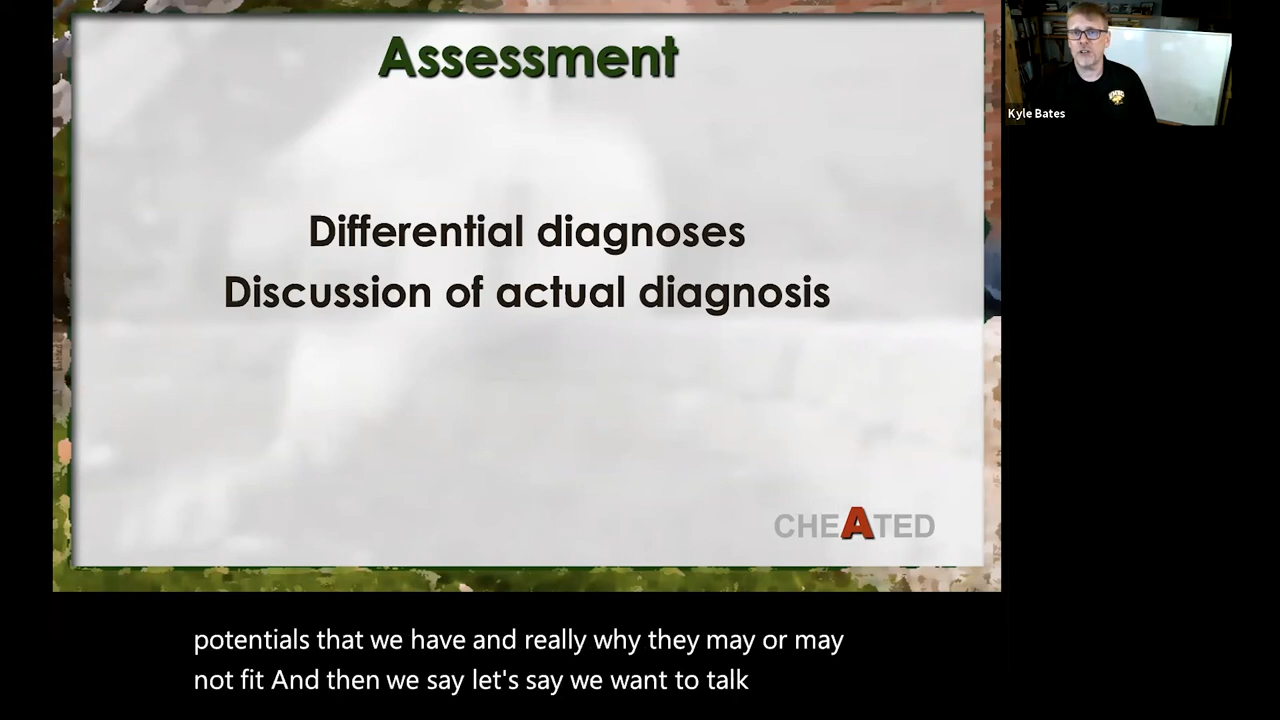 Assessment
Differential diagnoses
Discussion of actual diagnosis
CHEATED
Kyle Bates
potentials that we have and really why they may or may
not fit And then we say let's say we want to talk